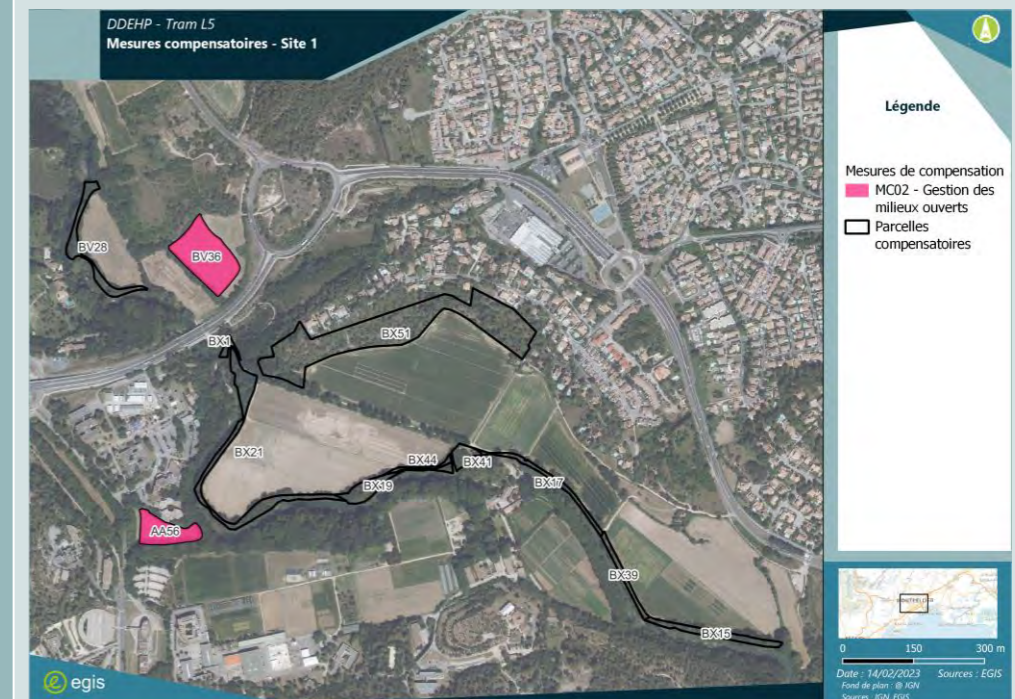 DDEHP - Tram L5
Mesures compensatoires - Site 1
Légende
Mesures de compensation
MC02 - Gestion des
milieux ouverts
Parcelles
compensatoires
BV28
BV36
BX1
BX51
BX21
BX44
BX41
BX19
BX17
AA56
BX39
BX15
MONTPELLIER
0 150 300 m
Date : 14/02/2023 Sources : EGIS
Fond de plan : @ IGN
Sources : IGN, EGIS
egis